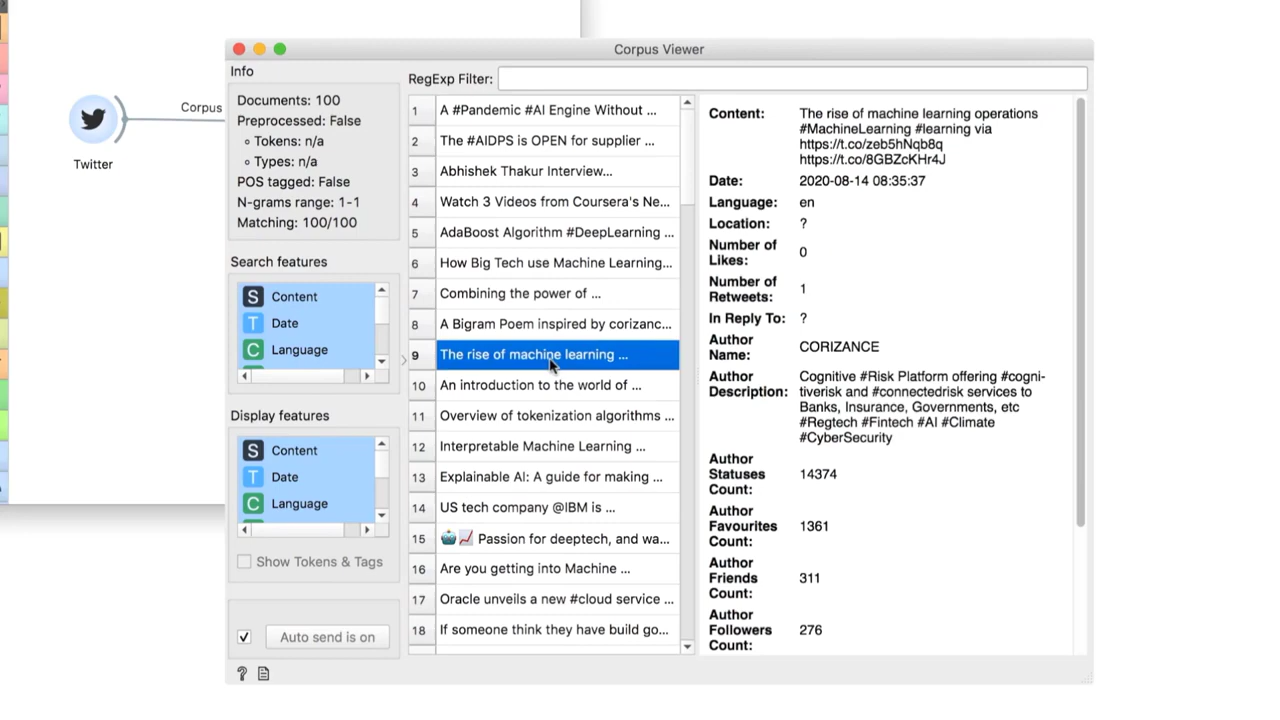 Corpus
Twitter
Corpus Viewer
Info
Documents: 100
Preprocessed: False
◦ Tokens: n/a
◦ Types: n/a
POS tagged: False
N-grams range: 1-1
Matching: 100/100
Search features
S Content
T Date
C Language
Display features
S Content
T Date
C Language
Show Tokens & Tags
Auto send is on
?
RegExp Filter:
1 A #Pandemic #AI Engine Without ...
2 The #AIDPS is OPEN for supplier ...
3 Abhishek Thakur Interview...
4 Watch 3 Videos from Coursera's Ne...
5 AdaBoost Algorithm #DeepLearning ...
6 How Big Tech use Machine Learning...
7 Combining the power of ...
8 A Bigram Poem inspired by corizanc...
9 The rise of machine learning ...
10 An introduction to the world of ...
11 Overview of tokenization algorithms ...
12 Interpretable Machine Learning ...
13 Explainable AI: A guide for making ...
14 US tech company @IBM is ...
15 🤖📈 Passion for deeptech, and wa...
16 Are you getting into Machine ...
17 Oracle unveils a new #cloud service ...
18 If someone think they have build go...
Content: The rise of machine learning operations
#MachineLearning #learning via
https://t.co/zeb5hNqb8q
https://t.co/8GBZcKHr4J
Date: 2020-08-14 08:35:37
Language: en
Location: ?
Number of
Likes: 0
Number of
Retweets: 1
In Reply To: ?
Author
Name: CORIZANCE
Author
Description: Cognitive #Risk Platform offering #cogni-
tiverisk and #connectedrisk services to
Banks, Insurance, Governments, etc
#Regtech #Fintech #AI #Climate
#CyberSecurity
Author
Statuses 14374
Count:
Author
Favourites 1361
Count:
Author
Friends 311
Count:
Author
Followers 276
Count: